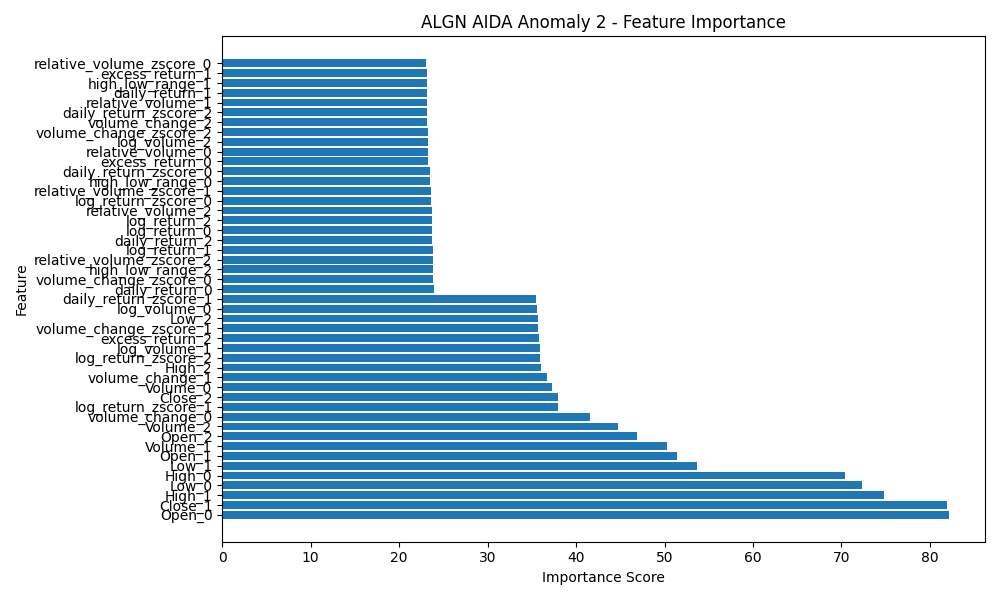 ALGN AIDA Anomaly 2 - Feature Importance
relative_volume_zscore_0
excess_return_1
high_low_range_1
daily_return_1
relative_volume_1
daily_return_zscore_2
volume_change_2
volume_change_zscore_2
log_volume_2
relative_volume_0
excess_return_0
daily_return_zscore_0
high_low_range_0
relative_volume_zscore_1
log_return_zscore_0
relative_volume_2
log_return_2
log_return_0
daily_return_2
log_return_1
relative_volume_zscore_2
high_low_range_2
volume_change_zscore_0
daily_return_0
daily_return_zscore_1
log_volume_0
Low_2
volume_change_zscore_1
excess_return_2
log_volume_1
log_return_zscore_2
High_2
volume_change_1
Volume_0
Close_2
log_return_zscore_1
volume_change_0
Volume_2
Open_2
Volume_1
Open_1
Low_1
High_0
Low_0
High_1
Close_1
Open_0
Feature
0 10 20 30 40 50 60 70 80
Importance Score